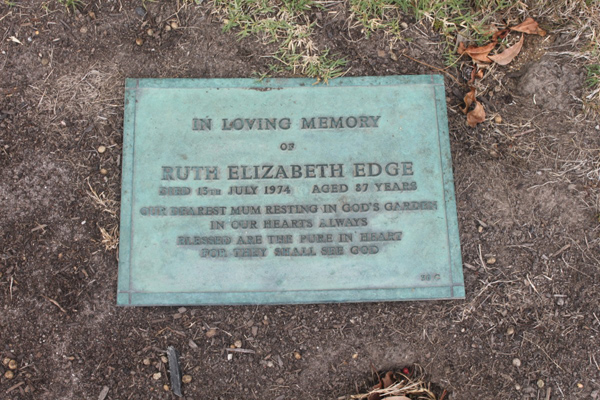 IN LOVING MEMORY
OF
RUTH ELIZABETH EDGE
DIED 15TH JULY 1974 AGED 87 YEARS
OUR DEAREST MUM RESTING IN GOD'S GARDEN
IN OUR HEARTS ALWAYS
BLESSED ARE THE PURE IN HEART
FOR THEY SHALL SEE GOD